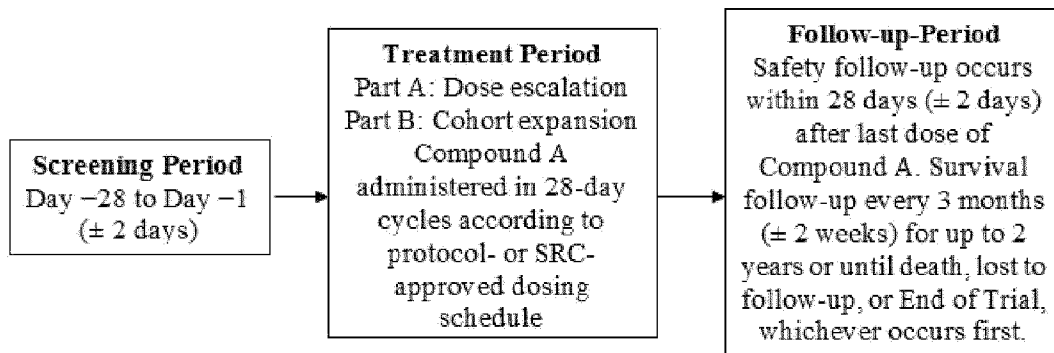 Screening Period
Day −28 to Day −1
(± 2 days)
Treatment Period
Part A: Dose escalation
Part B: Cohort expansion
Compound A
administered in 28-day
cycles according to
protocol- or SRC-
approved dosing
schedule
Follow-up-Period
Safety follow-up occurs
within 28 days (± 2 days)
after last dose of
Compound A. Survival
follow-up every 3 months
(± 2 weeks) for up to 2
years or until death, lost to
follow-up, or End of Trial,
whichever occurs first.